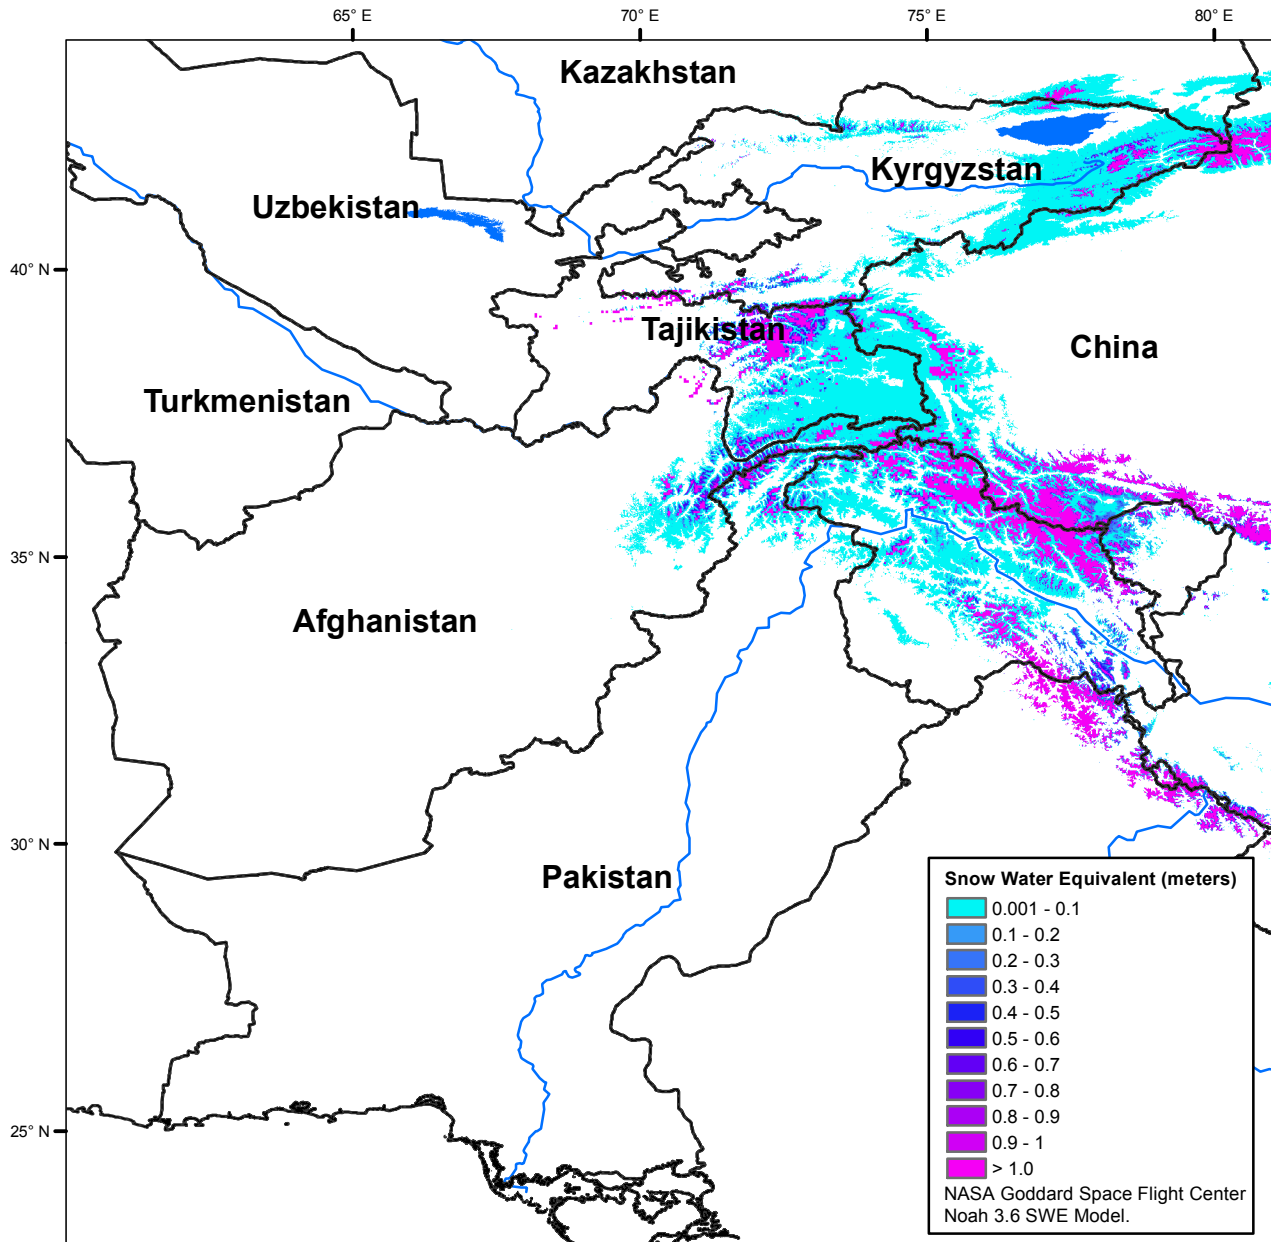 65° E
70° E
75° E
80° E
Kazakhstan
Kyrgyzstan
Uzbekistan
40° N
Tajikistan
China
Turkmenistan
35° N
Afghanistan
30° N
Pakistan
25° N
Snow Water Equivalent (meters)
0.001 - 0.1
0.1 - 0.2
0.2 - 0.3
0.3 - 0.4
0.4 - 0.5
0.5 - 0.6
0.6 - 0.7
0.7 - 0.8
0.8 - 0.9
0.9 - 1
> 1.0
NASA Goddard Space Flight Center
Noah 3.6 SWE Model.